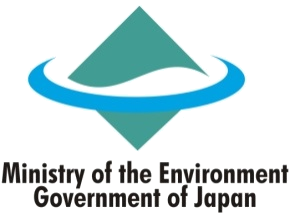 Ministry of the Environment
Government of Japan